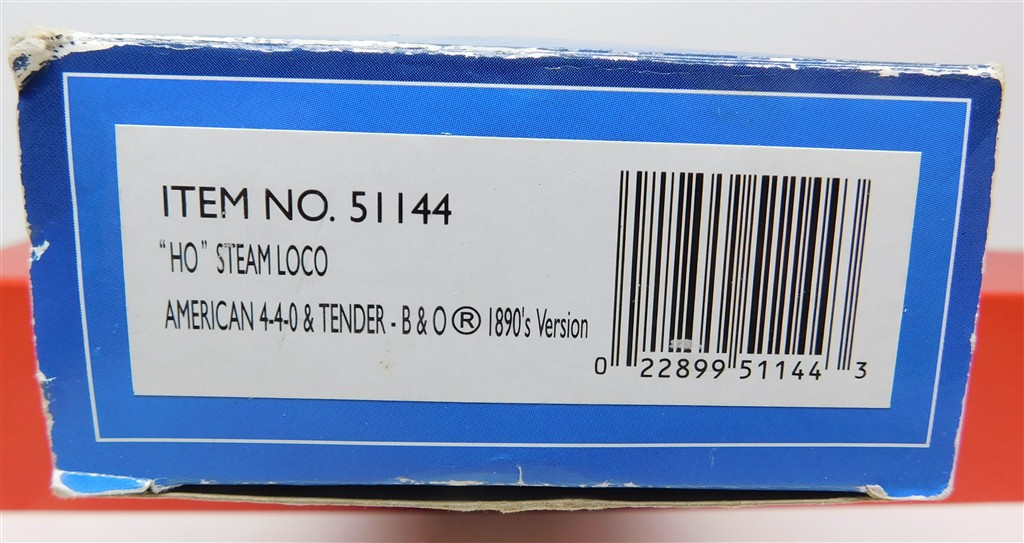 ITEM NO. 51144
"HO" STEAM LOCO
AMERICAN 4-4-0 & TENDER - B & O ® 1890's Version
0 22899 51144 3